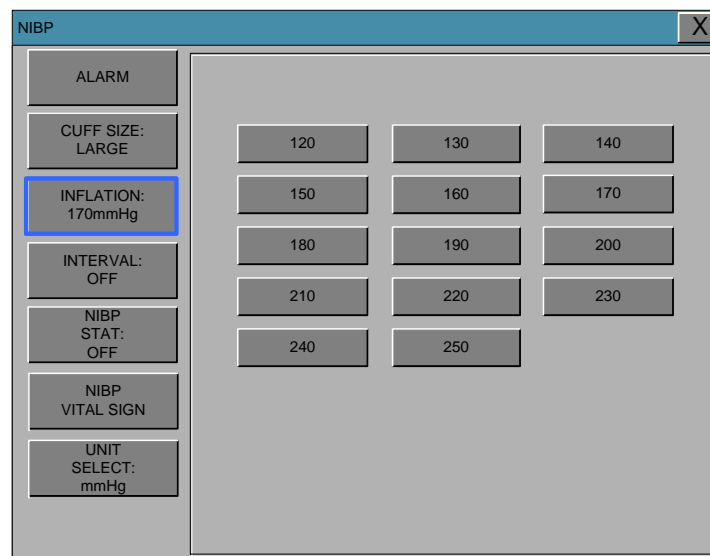 NIBP
X
ALARM
CUFF SIZE:
LARGE
INFLATION:
170mmHg
INTERVAL:
OFF
NIBP
STAT:
OFF
NIBP
VITAL SIGN
UNIT
SELECT:
mmHg
120 130 140
150 160 170
180 190 200
210 220 230
240 250